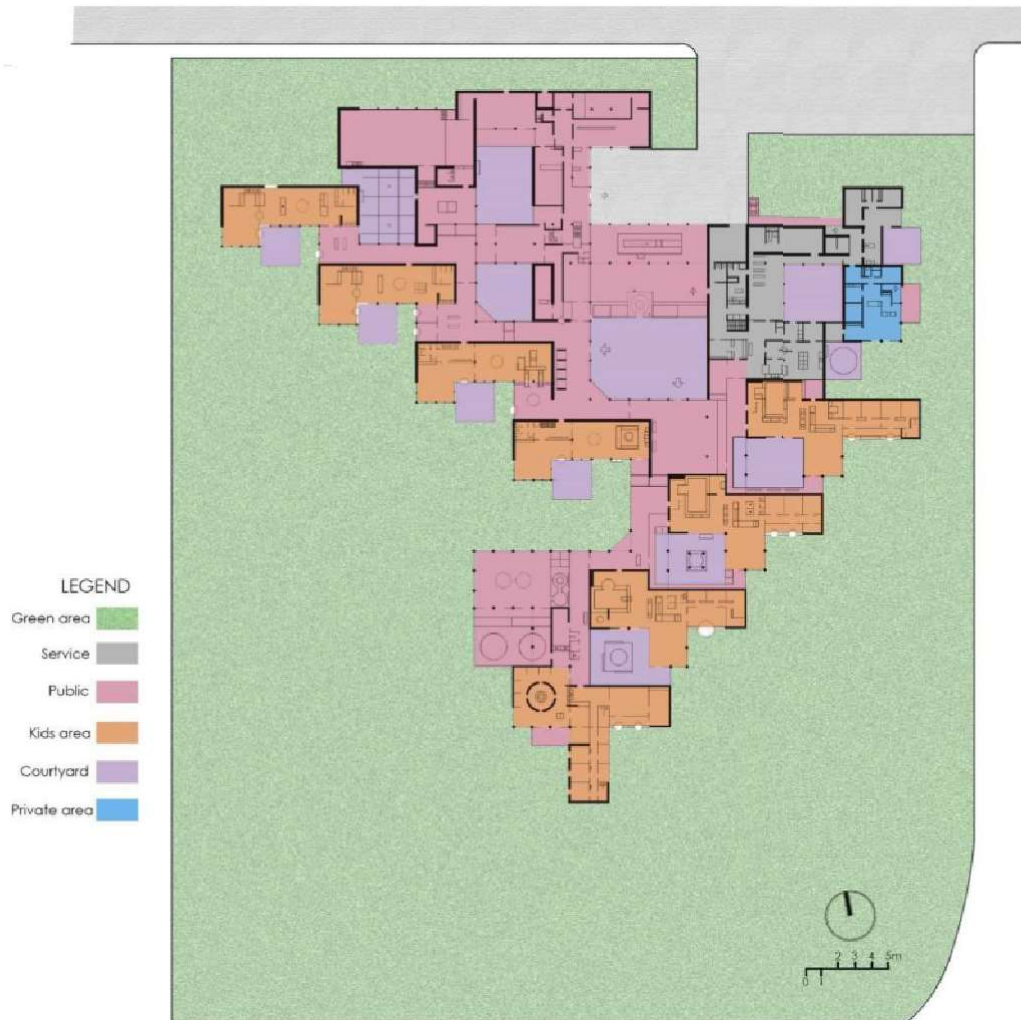 LEGEND
Green area
Service
Public
Kids area
Courtyard
Private area
2 3 4 5m
0 1